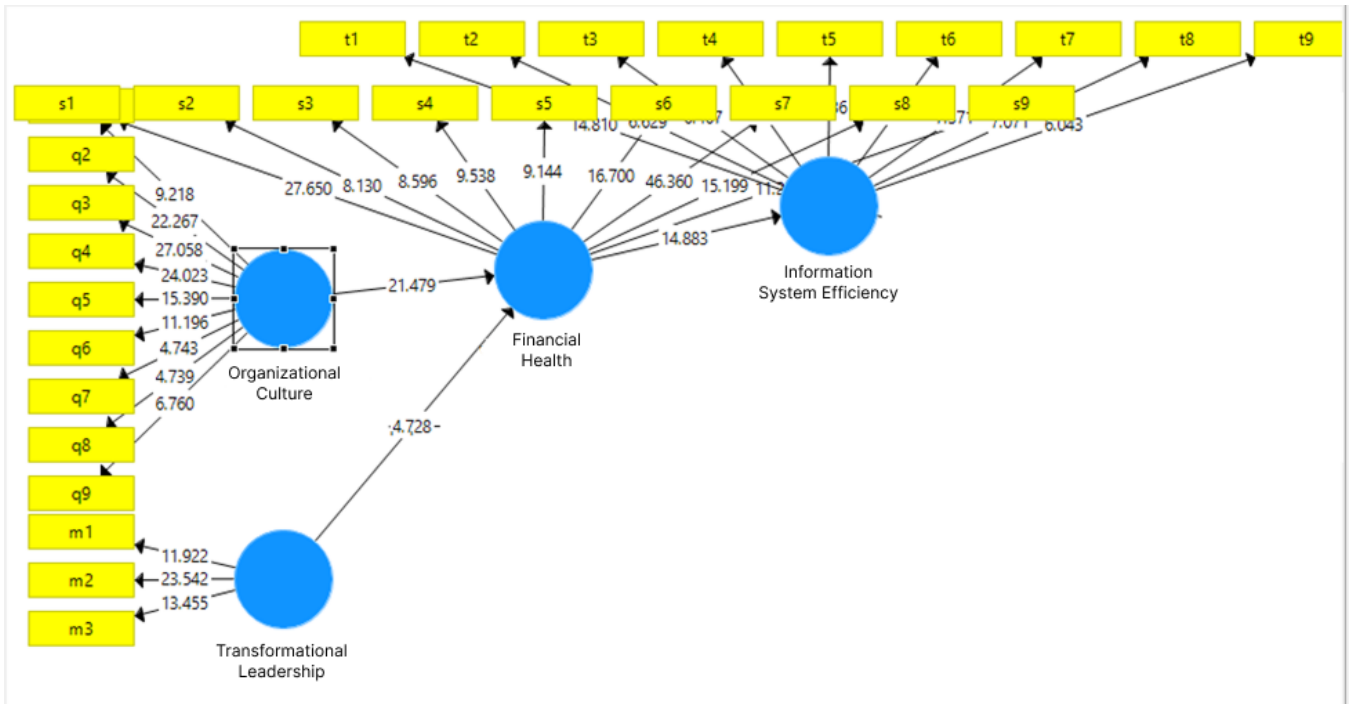 t1 t2 t3 t4 t5 t6 t7 t8 t9
s1 s2 s3 s4 s5 s6 s7 s8 s9
14.810 6.629 7.071 6.043
q2
q3
q4
q5
q6
q7
q8
q9
9.218
22.267
27.058
24.023
15.390
11.196
4.743
4.739
6.760
27.650 8.130 8.596 9.538 9.144 16.700 46.360 15.199
21.479
14.883
4.728
Organizational
Culture
Financial
Health
Information
System Efficiency
m1
m2
m3
11.922
23.542
13.455
Transformational
Leadership